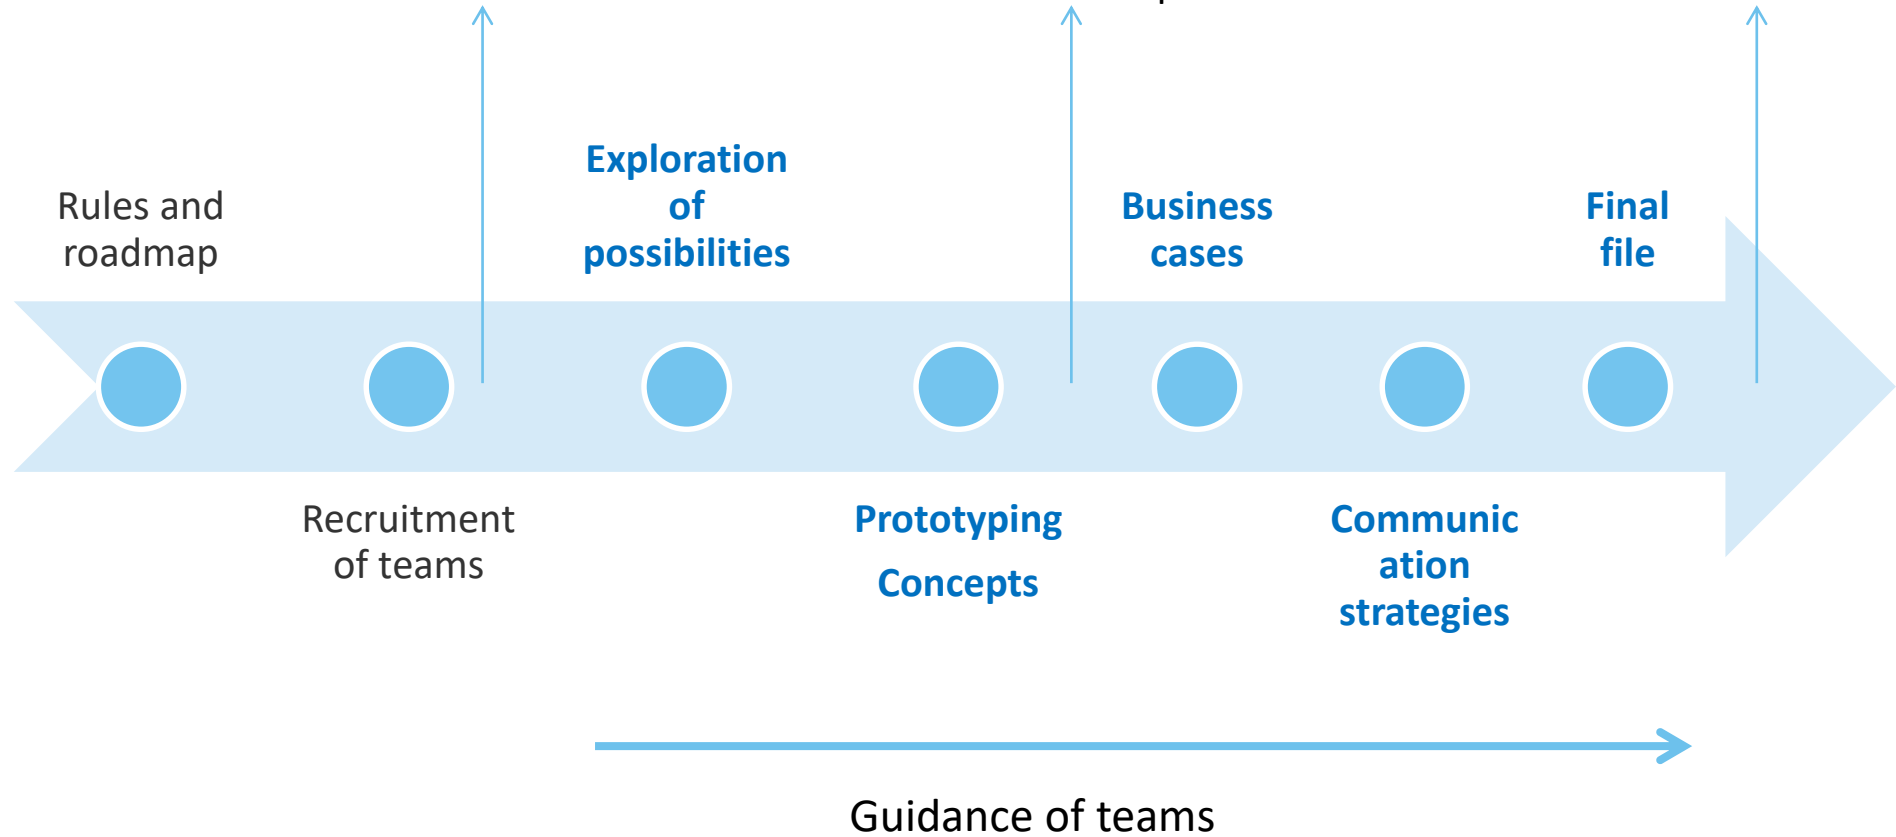 Rules and
roadmap
Recruitment
of teams
Exploration
of
possibilities
Prototyping
Concepts
Business
cases
Communic
ation
strategies
Final
file
Guidance of teams